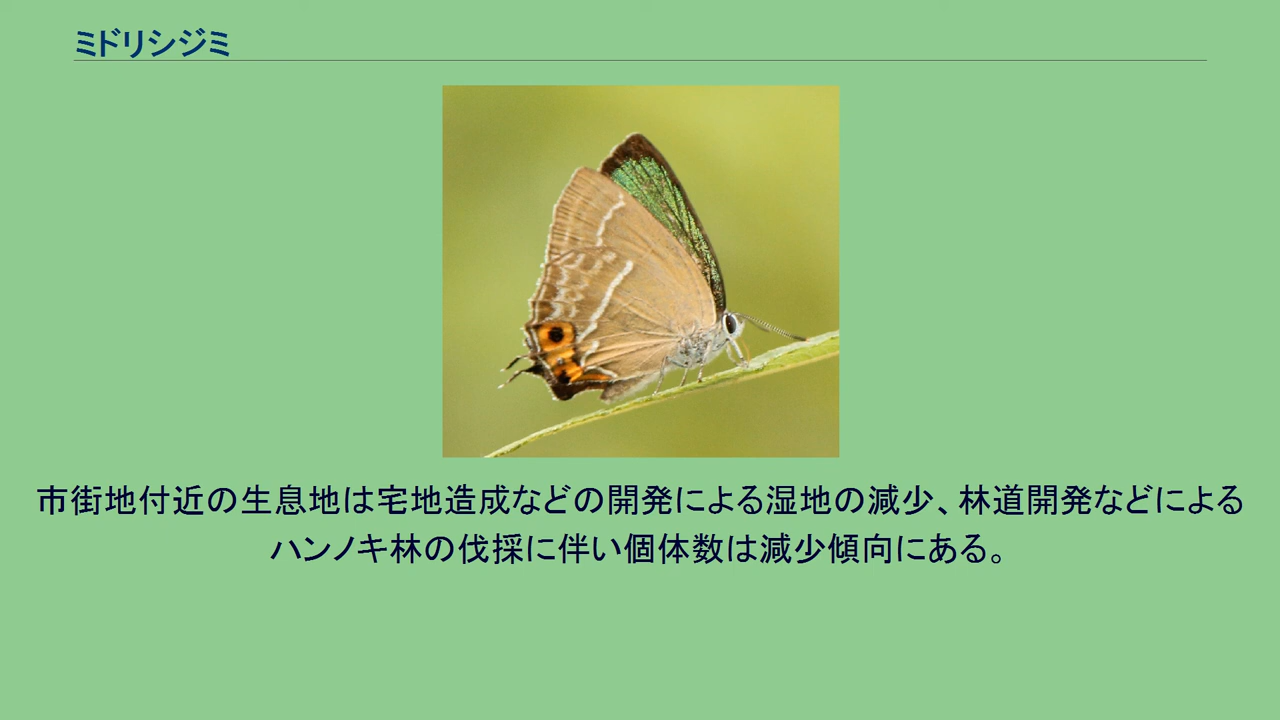 ミドリシジミ
市街地付近の生息地は宅地造成などの開発による湿地の減少、林道開発などによる
ハンノキ林の伐採に伴い個体数は減少傾向にある。